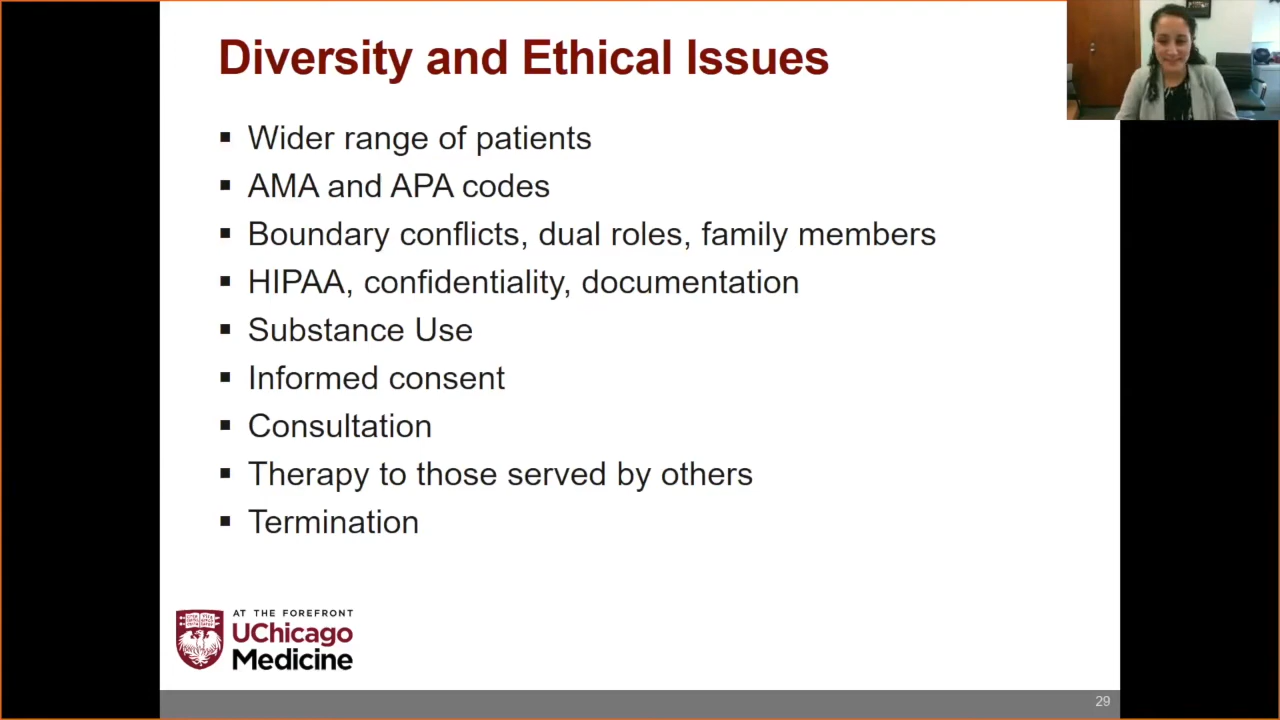 Diversity and Ethical Issues
▪ Wider range of patients
▪ AMA and APA codes
▪ Boundary conflicts, dual roles, family members
▪ HIPAA, confidentiality, documentation
▪ Substance Use
▪ Informed consent
▪ Consultation
▪ Therapy to those served by others
▪ Termination
AT THE FOREFRONT
UChicago
Medicine
29